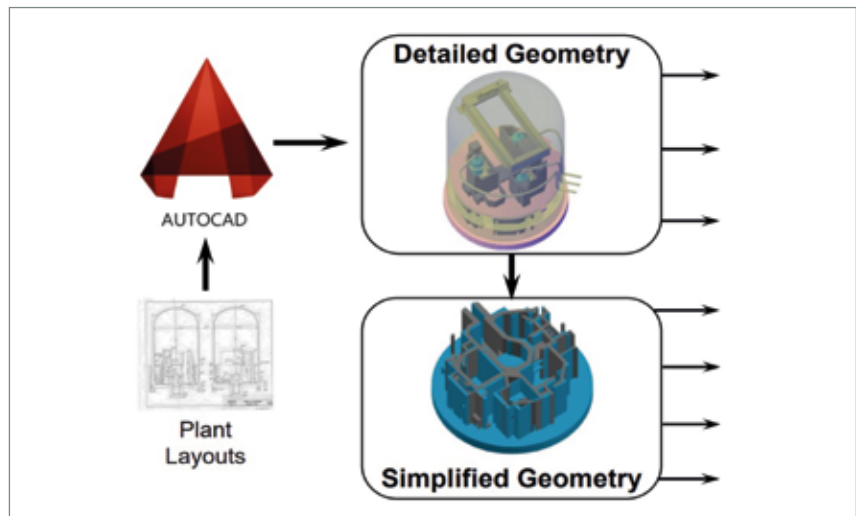 Detailed Geometry
AUTOCAD
Plant
Layouts
Simplified Geometry